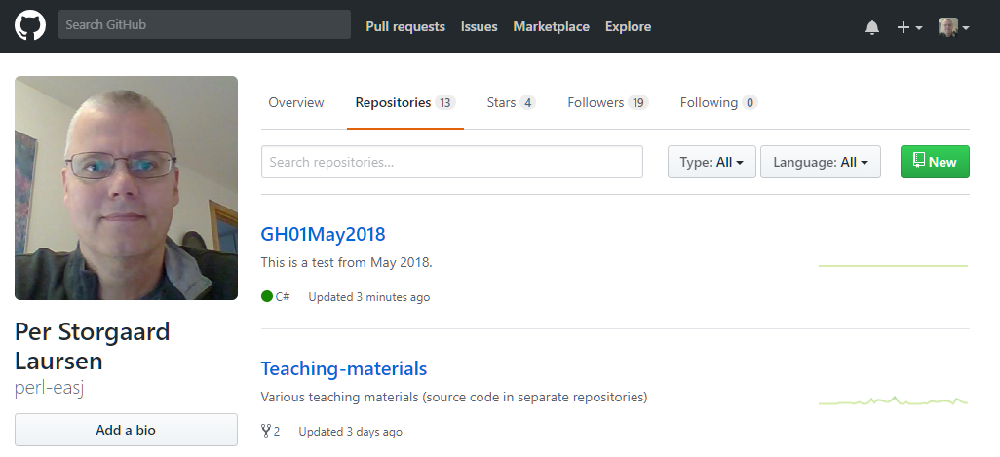 Search GitHub Pull requests Issues Marketplace Explore
Overview Repositories 13 Stars 4 Followers 19 Following 0
Search repositories... Type: All Language: All New
GH01May2018
This is a test from May 2018.
C# Updated 3 minutes ago
Per Storgaard
Laursen
perl-easj
Add a bio
Teaching-materials
Various teaching materials (source code in separate repositories)
2 Updated 3 days ago